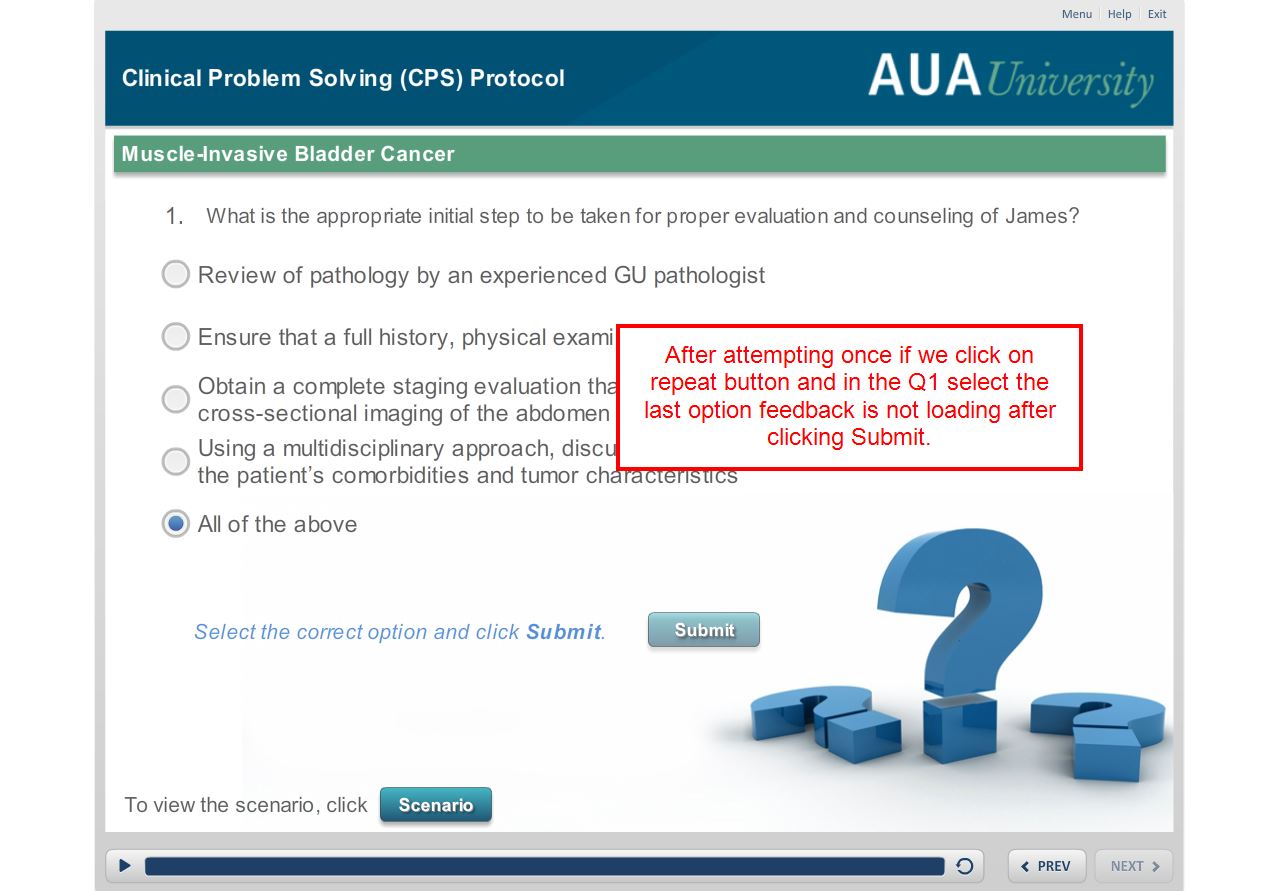 Menu Help Exit
Clinical Problem Solving (CPS) Protocol
AUA University
Muscle-Invasive Bladder Cancer
1. What is the appropriate initial step to be taken for proper evaluation and counseling of James?
Review of pathology by an experienced GU pathologist
Ensure that a full history, physical exami
Obtain a complete staging evaluation tha
cross-sectional imaging of the abdomen
Using a multidisciplinary approach, discu
the patient’s comorbidities and tumor characteristics
After attempting once if we click on
repeat button and in the Q1 select the
last option feedback is not loading after
clicking Submit.
All of the above
Select the correct option and click Submit.
Submit
To view the scenario, click Scenario
PREV NEXT